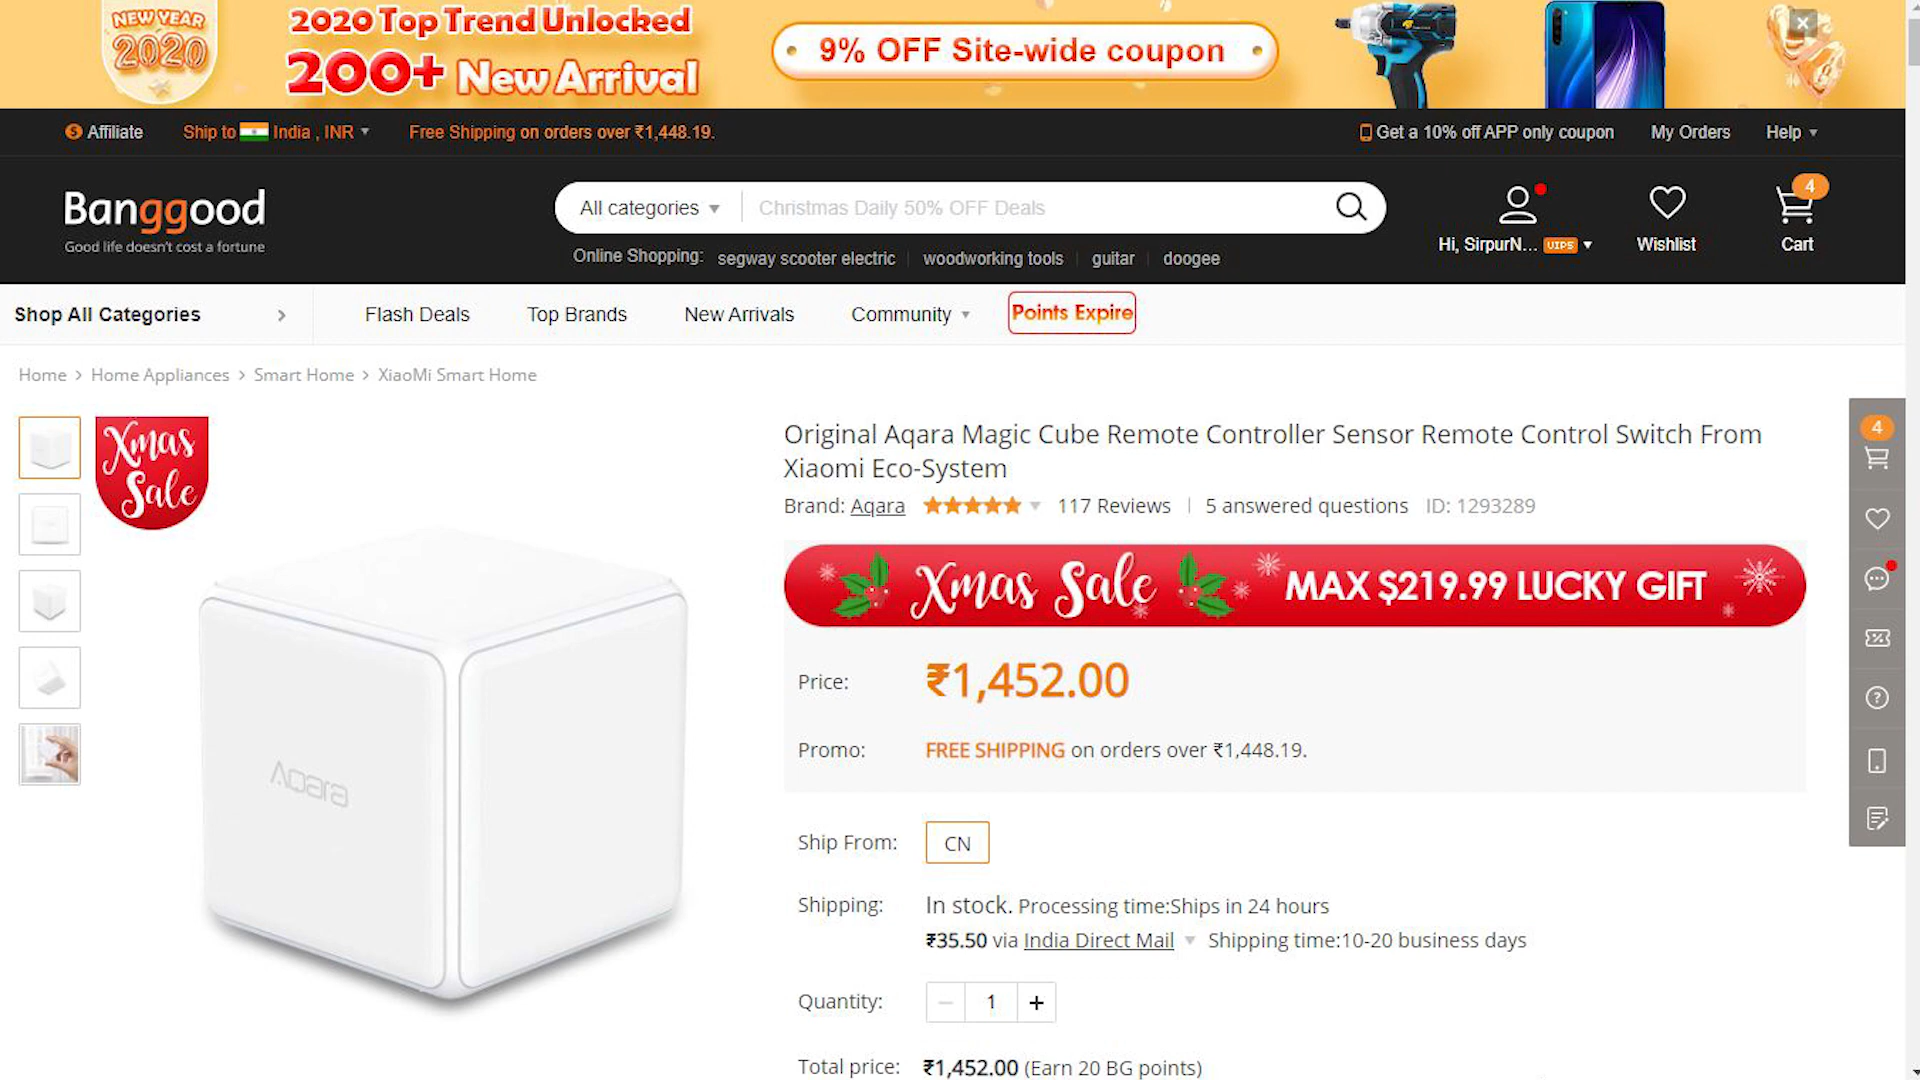 NEW YEAR
2020
2020 Top Trend Unlocked
200+ New Arrival
9% OFF Site-wide coupon
Affiliate
Ship to India , INR
Free Shipping on orders over ₹1,448.19.
Get a 10% off APP only coupon
My Orders
Help
Banggood
Good life doesn't cost a fortune
All categories
Christmas Daily 50% OFF Deals
Online Shopping: segway scooter electric woodworking tools guitar doogee
Hi, SirpurN... VIP5
Wishlist
4
Cart
Shop All Categories
Flash Deals
Top Brands
New Arrivals
Community
Points Expire
Home > Home Appliances > Smart Home > XiaoMi Smart Home
Xmas
Sale
Aqara
Original Aqara Magic Cube Remote Controller Sensor Remote Control Switch From
Xiaomi Eco-System
Brand: Aqara 117 Reviews 5 answered questions ID: 1293289
Xmas Sale MAX $219.99 LUCKY GIFT
Price: ₹1,452.00
Promo: FREE SHIPPING on orders over ₹1,448.19.
Ship From: CN
Shipping: In stock. Processing time:Ships in 24 hours
₹35.50 via India Direct Mail Shipping time:10-20 business days
Quantity: − 1 +
Total price: ₹1,452.00 (Earn 20 BG points)
4